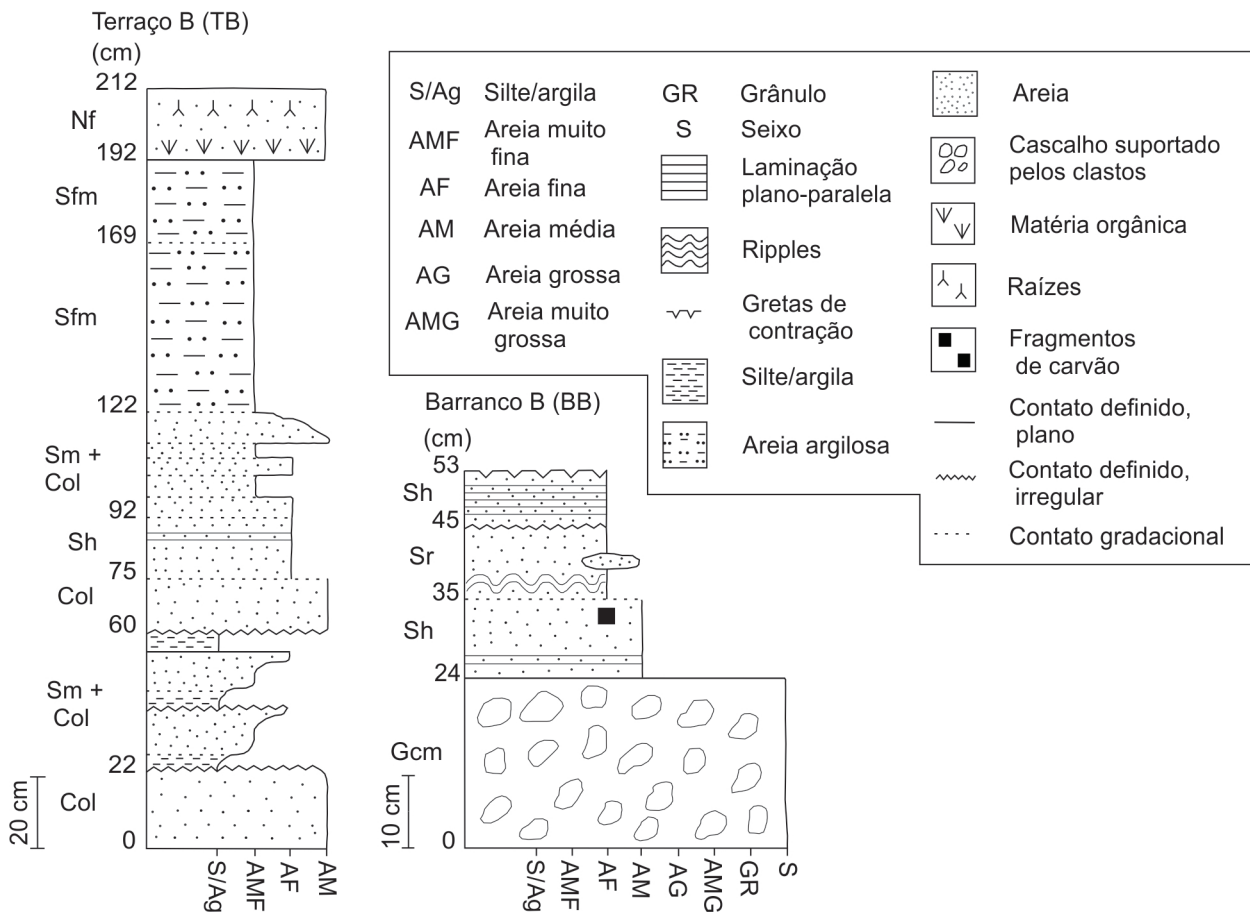 Terraço B (TB)
(cm)
212
Nf
192
Sfm
169
Sfm
122
Sm +
Col
92
Sh
75
Col
60
Sm +
Col
22
Col
0
20 cm
S/Ag
AMF
AF
AM
S/Ag Silte/argila
AMF Areia muito
fina
AF Areia fina
AM Areia média
AG Areia grossa
AMG Areia muito
grossa
GR Grânulo
S Seixo
Laminação
plano-paralela
Ripples
Gretas de
contração
Silte/argila
Areia argilosa
Areia
Cascalho suportado
pelos clastos
Matéria orgânica
Raízes
Fragmentos
de carvão
Contato definido,
plano
Contato definido,
irregular
Contato gradacional
Barranco B (BB)
(cm)
53
Sh
45
Sr
35
Sh
24
Gcm
0
10 cm
S/Ag
AMF
AF
AM
AG
AMG
GR
S